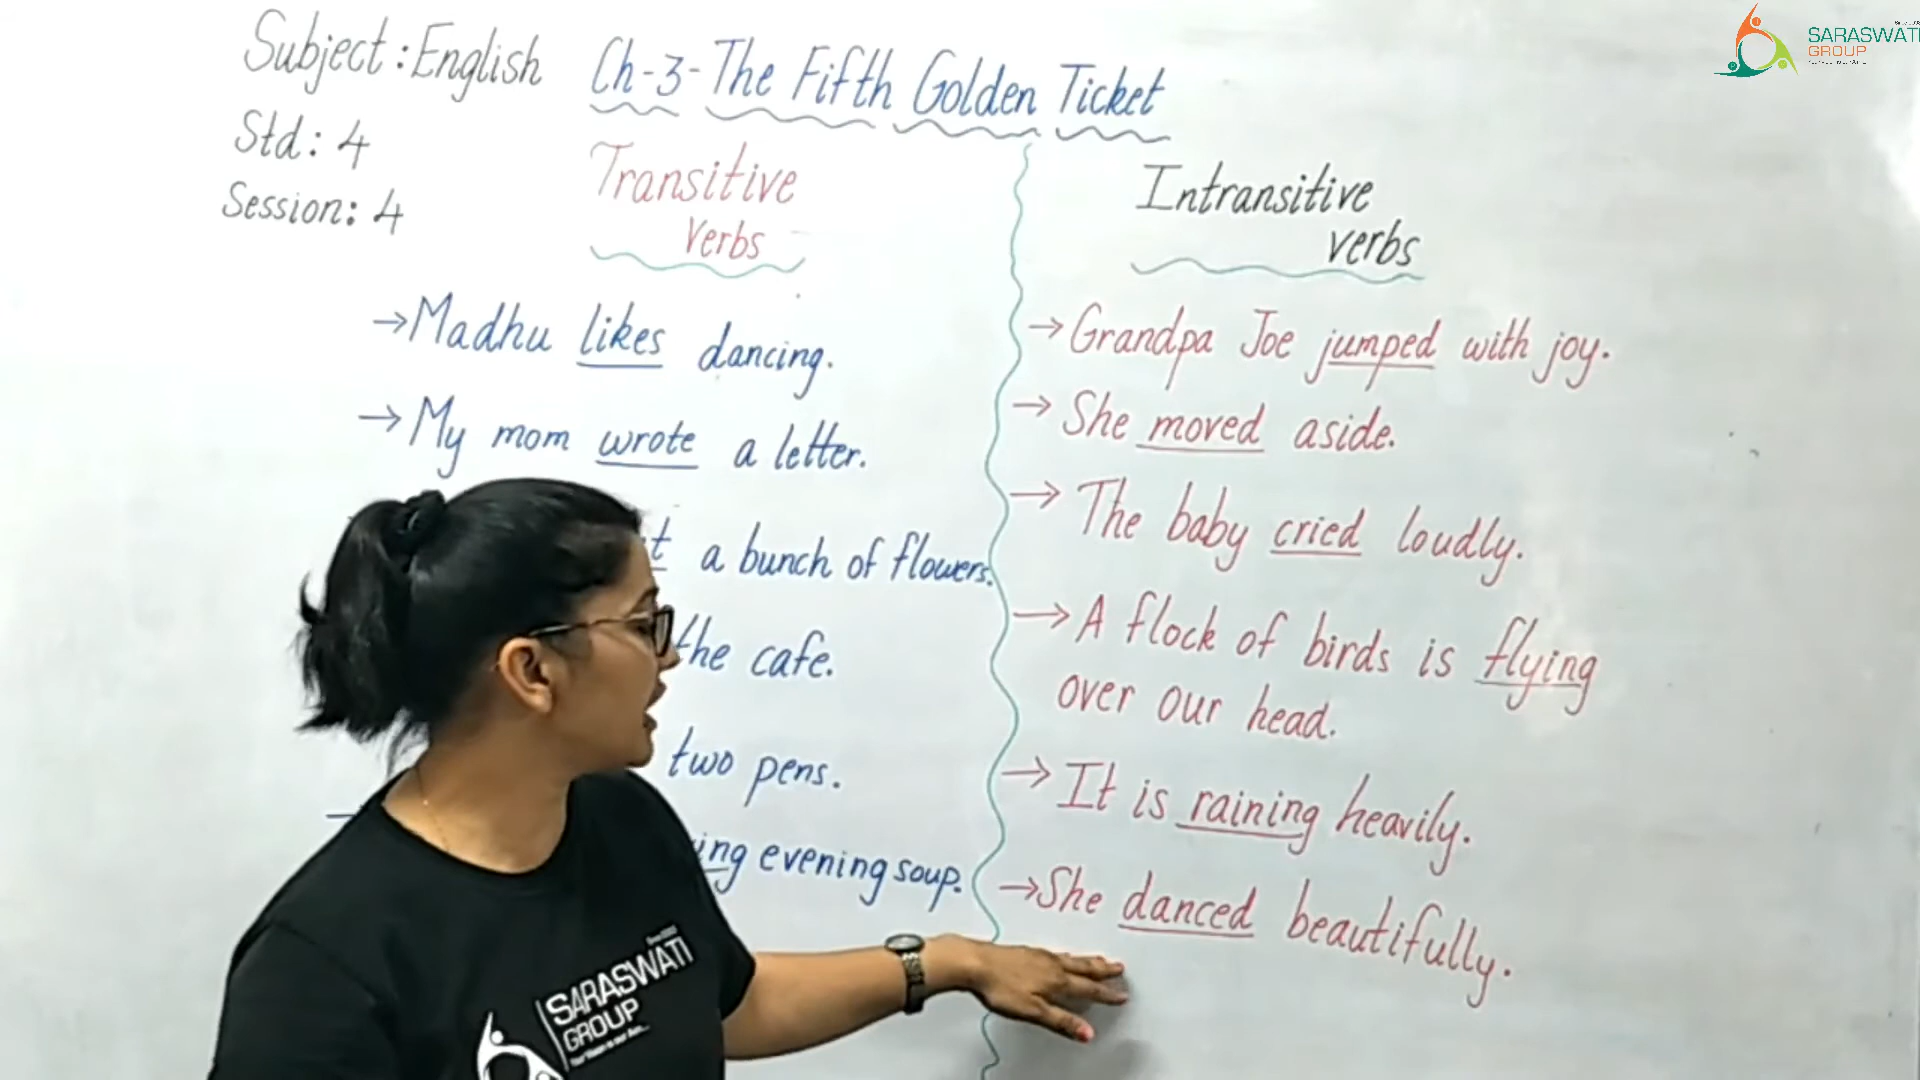 Subject: English
Std: 4
Session: 4
Ch-3-The Fifth Golden Ticket
Transitive
verbs
→Madhu likes dancing.
→My mom wrote a letter.
a bunch of flowers.
the cafe.
two pens.
evening soup.
Intransitive
verbs
→Grandpa Joe jumped with joy.
→She moved aside.
→The baby cried loudly.
→A flock of birds is flying
over our head.
→It is raining heavily.
→She danced beautifully.
SARASWATI
GROUP
SARASWATI
GROUP